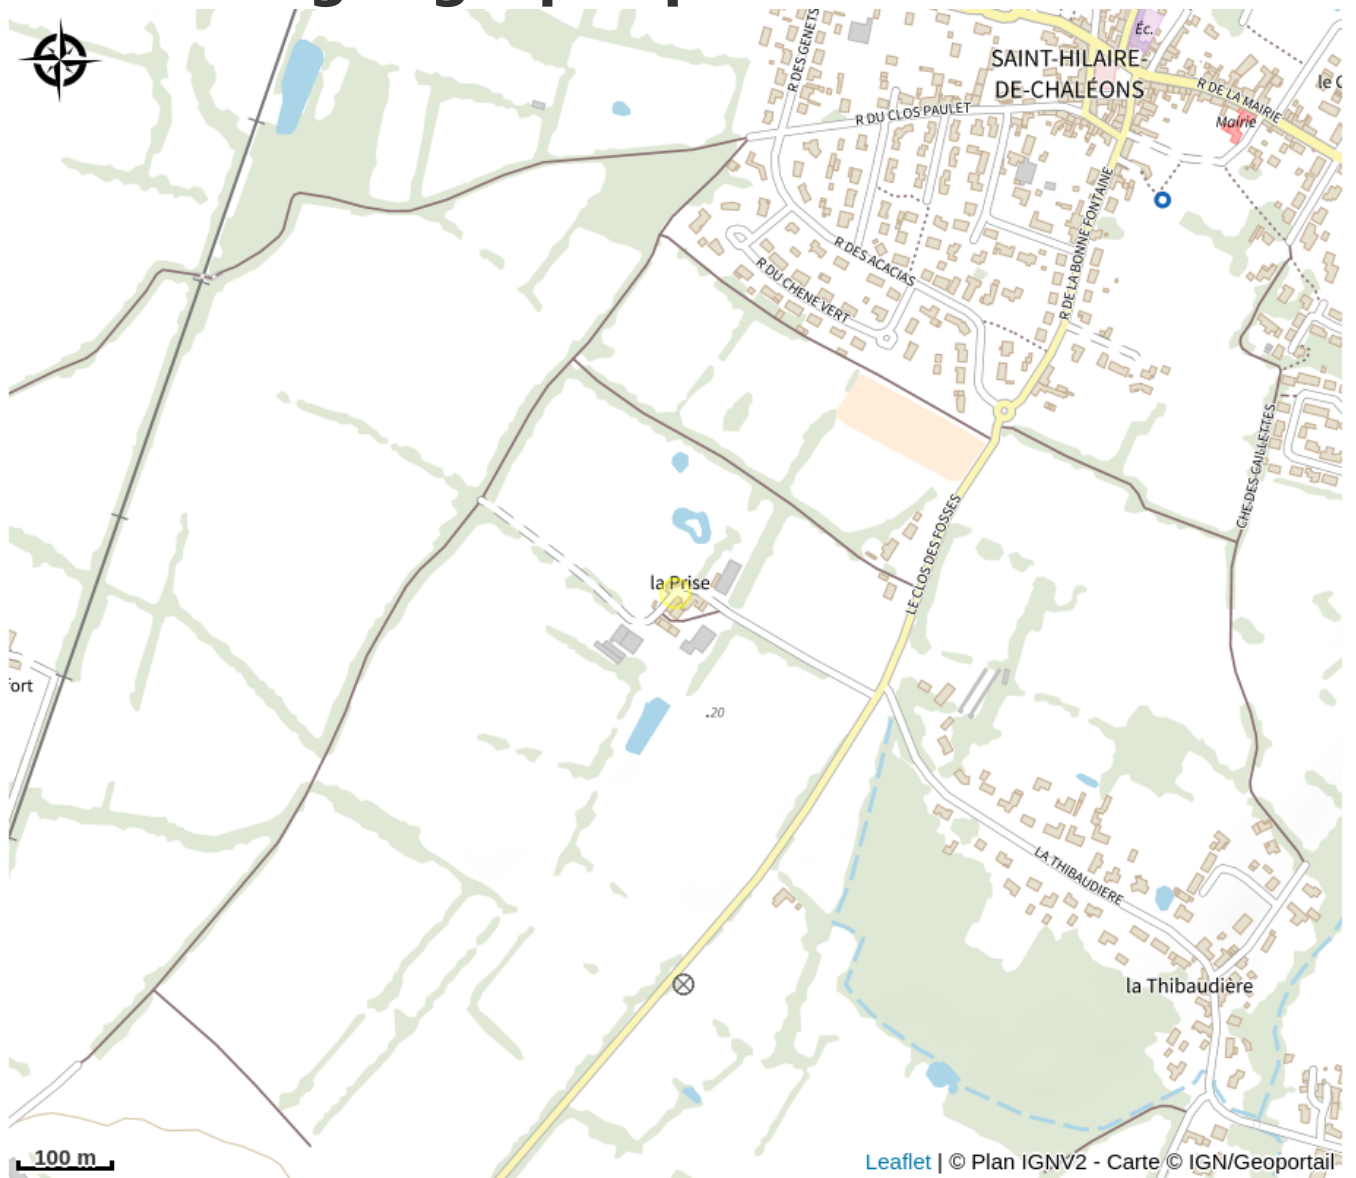 Éc.
SAINT-HILAIRE-
DE-CHALÉONS
R DES GENETS
R DE LA MAIRIE
Mairie
R DU CLOS PAULET
R DE LA BONNE FONTAINE
R DES ACACIAS
R DU CHENE VERT
CHE DES CAILLETTES
LE CLOS DES FOSSES
la Prise
fort
.20
LA THIBAUDIERE
la Thibaudière
100 m
Leaflet | © Plan IGNV2 - Carte © IGN/Geoportail